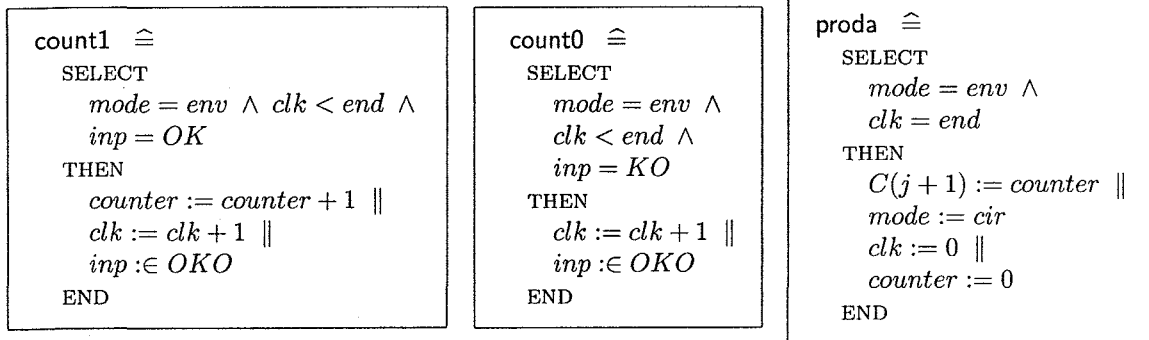 count1 ≙
SELECT
mode = env ∧ clk < end ∧
inp = OK
THEN
counter := counter + 1 ∥
clk := clk + 1 ∥
inp :∈ OKO
END
count0 ≙
SELECT
mode = env ∧
clk < end ∧
inp = KO
THEN
clk := clk + 1 ∥
inp :∈ OKO
END
proda ≙
SELECT
mode = env ∧
clk = end
THEN
C(j + 1) := counter ∥
mode := cir
clk := 0 ∥
counter := 0
END